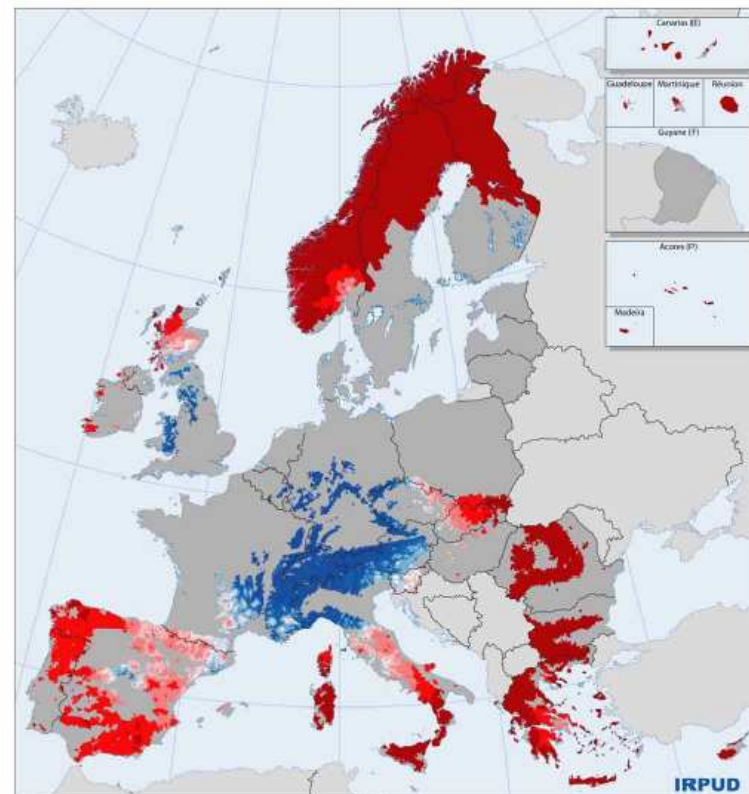 Canarias (E)
Guadeloupe
Martinique
Réunion
Guyane (F)
Acores (P)
Madeira
IRPUD